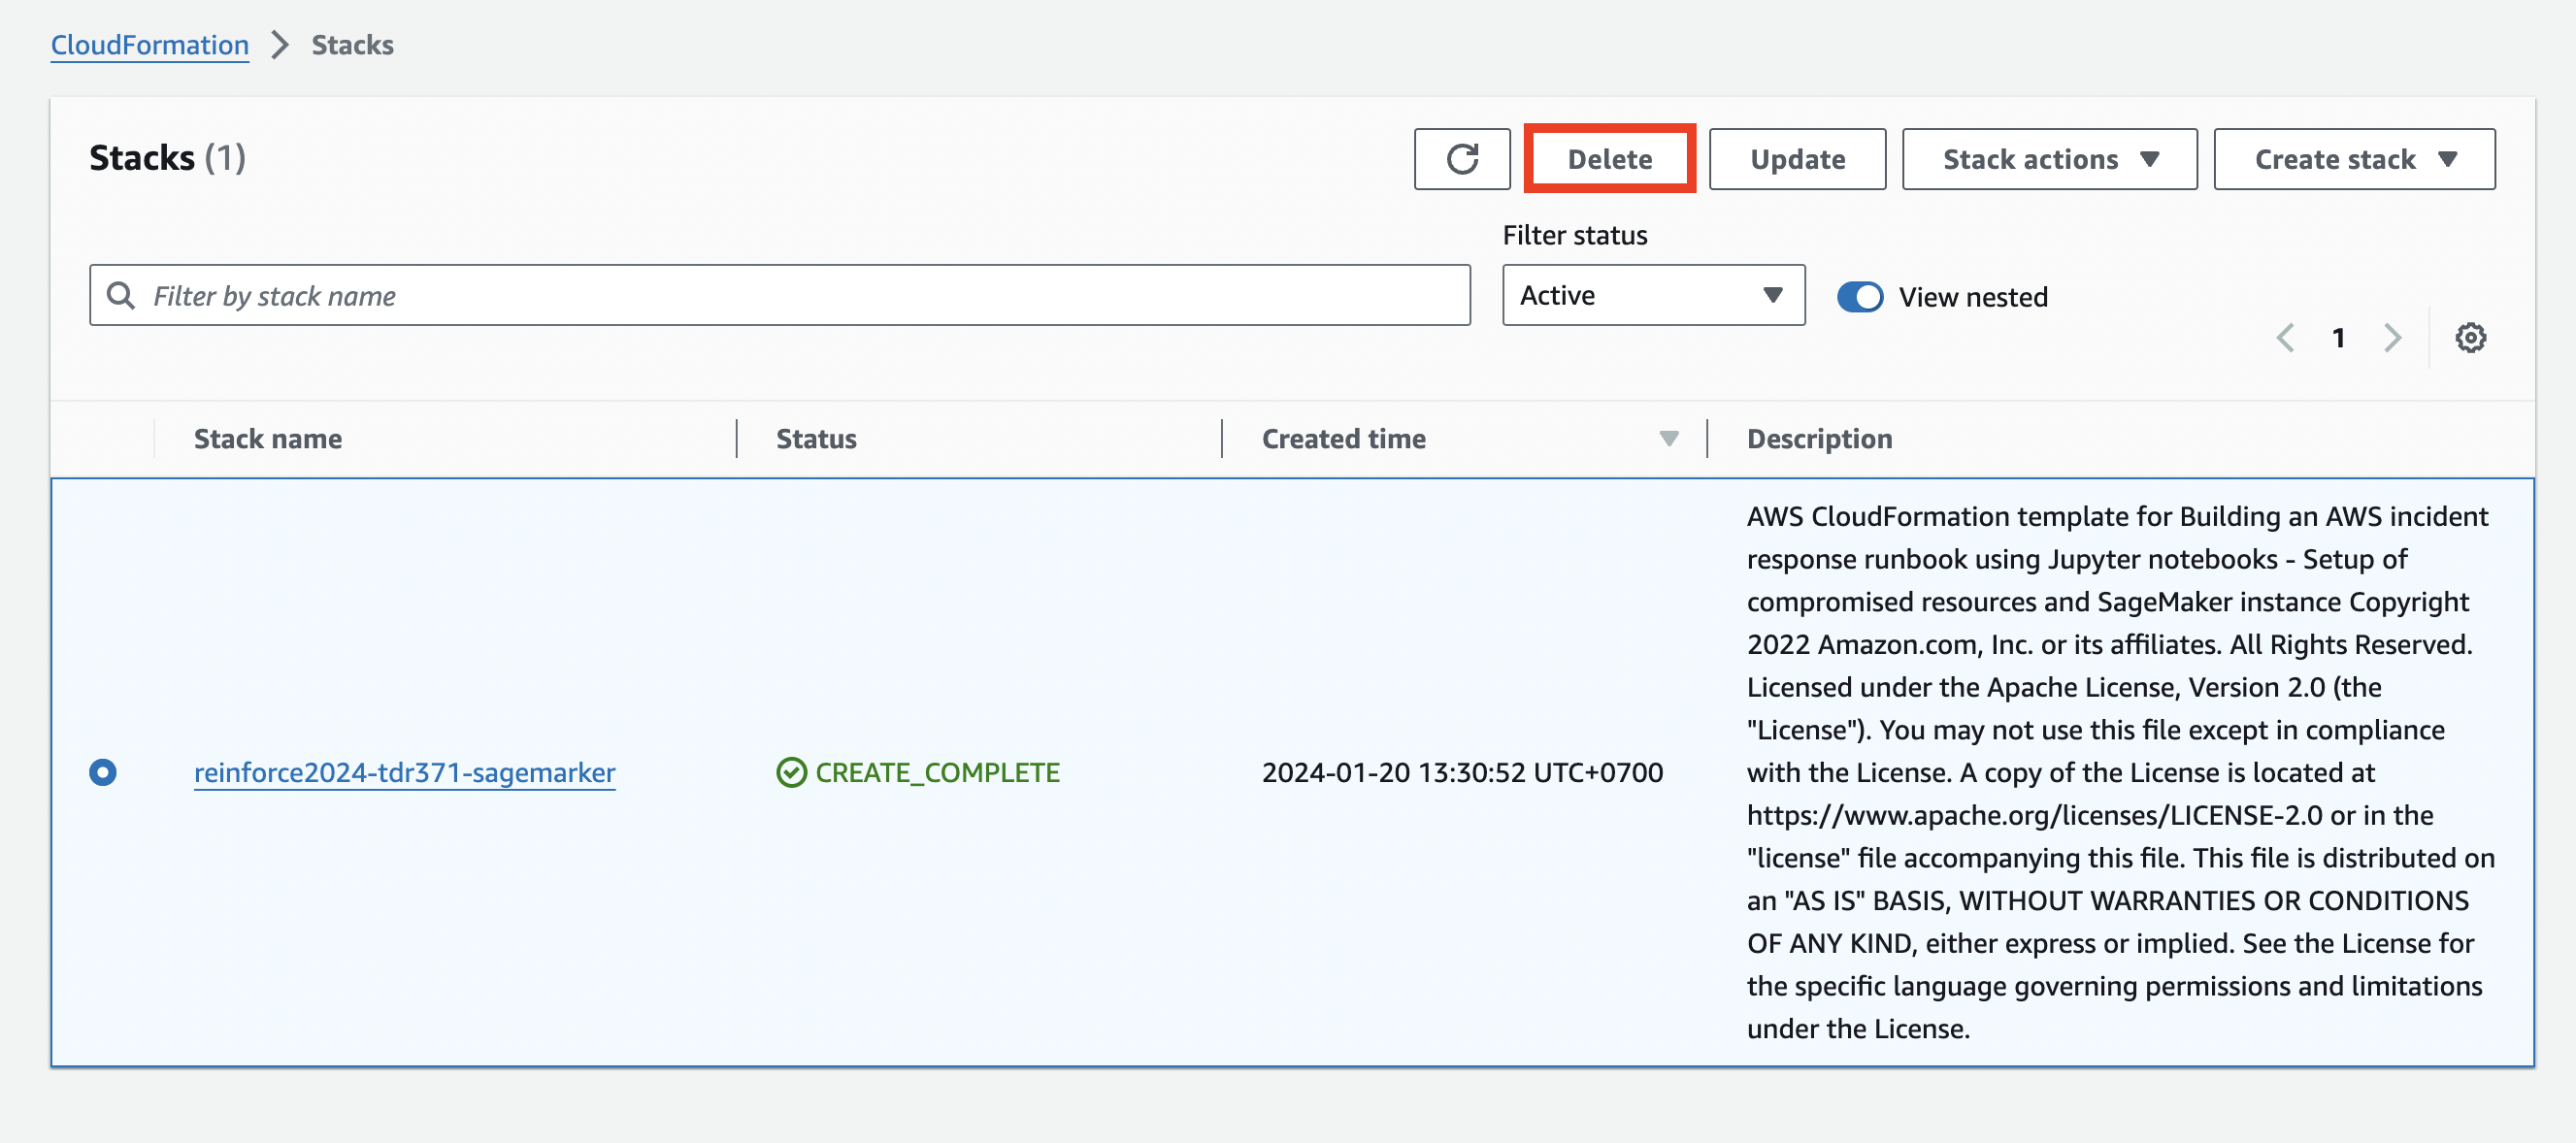 CloudFormation > Stacks
Stacks (1)
Delete
Update
Stack actions
Create stack
Filter status
Filter by stack name
Active
View nested
1
Stack name
Status
Created time
Description
reinforce2024-tdr371-sagemarker
CREATE_COMPLETE
2024-01-20 13:30:52 UTC+0700
AWS CloudFormation template for Building an AWS incident
response runbook using Jupyter notebooks - Setup of
compromised resources and SageMaker instance Copyright
2022 Amazon.com, Inc. or its affiliates. All Rights Reserved.
Licensed under the Apache License, Version 2.0 (the
"License"). You may not use this file except in compliance
with the License. A copy of the License is located at
https://www.apache.org/licenses/LICENSE-2.0 or in the
"license" file accompanying this file. This file is distributed on
an "AS IS" BASIS, WITHOUT WARRANTIES OR CONDITIONS
OF ANY KIND, either express or implied. See the License for
the specific language governing permissions and limitations
under the License.